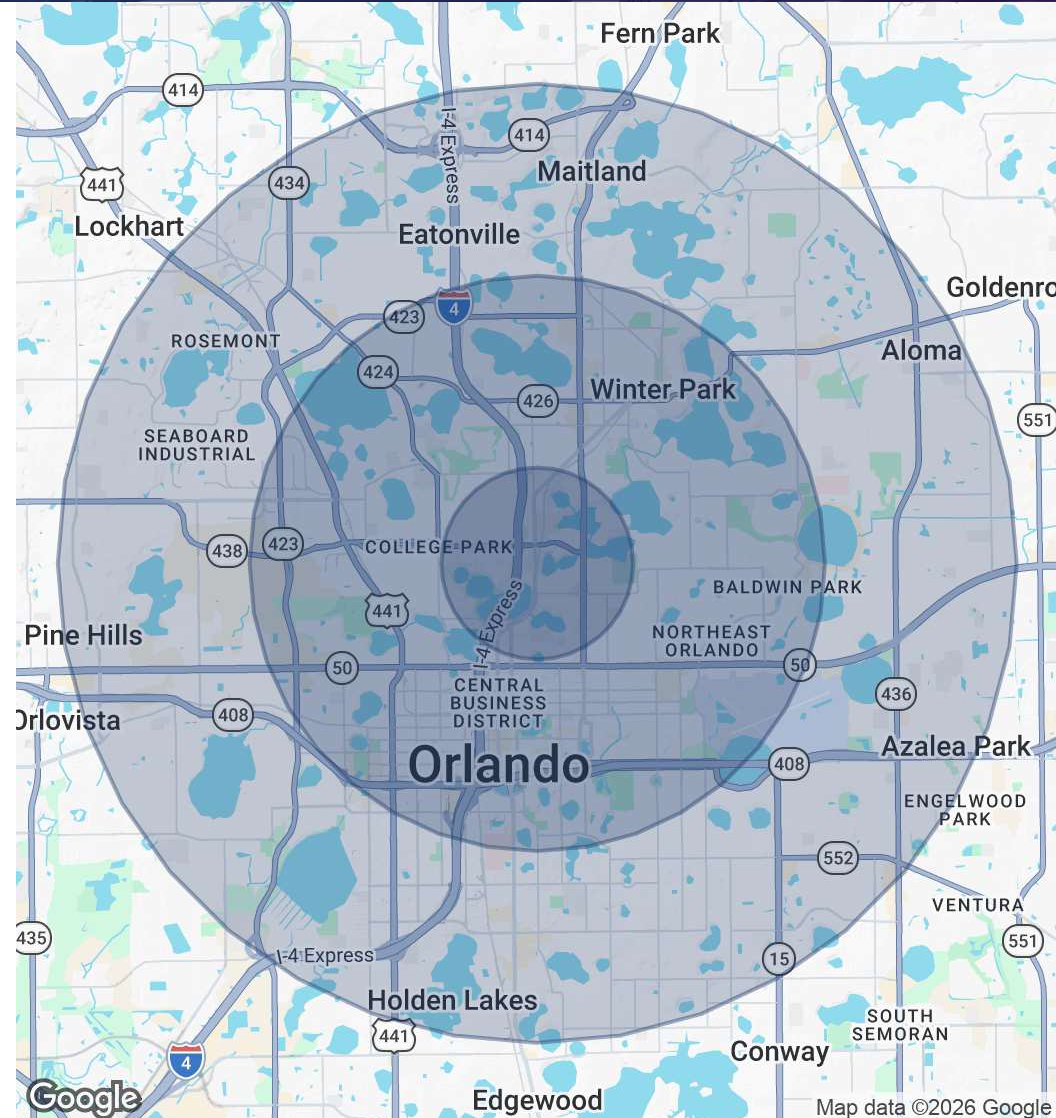 Fern Park
414
I-4 Express
414
441
434
Maitland
Lockhart
Eatonville
Goldenro
423
4
ROSEMONT
Aloma
424
Winter Park
426
551
SEABOARD
INDUSTRIAL
438
423
COLLEGE PARK
BALDWIN PARK
441
I-4 Express
Pine Hills
NORTHEAST
ORLANDO
50
50
CENTRAL
BUSINESS
DISTRICT
436
Orlovista
408
Orlando
Azalea Park
408
ENGELWOOD
PARK
552
VENTURA
435
551
I-4 Express
15
Holden Lakes
441
SOUTH
SEMORAN
Conway
4
Google
Edgewood
Map data ©2026 Google